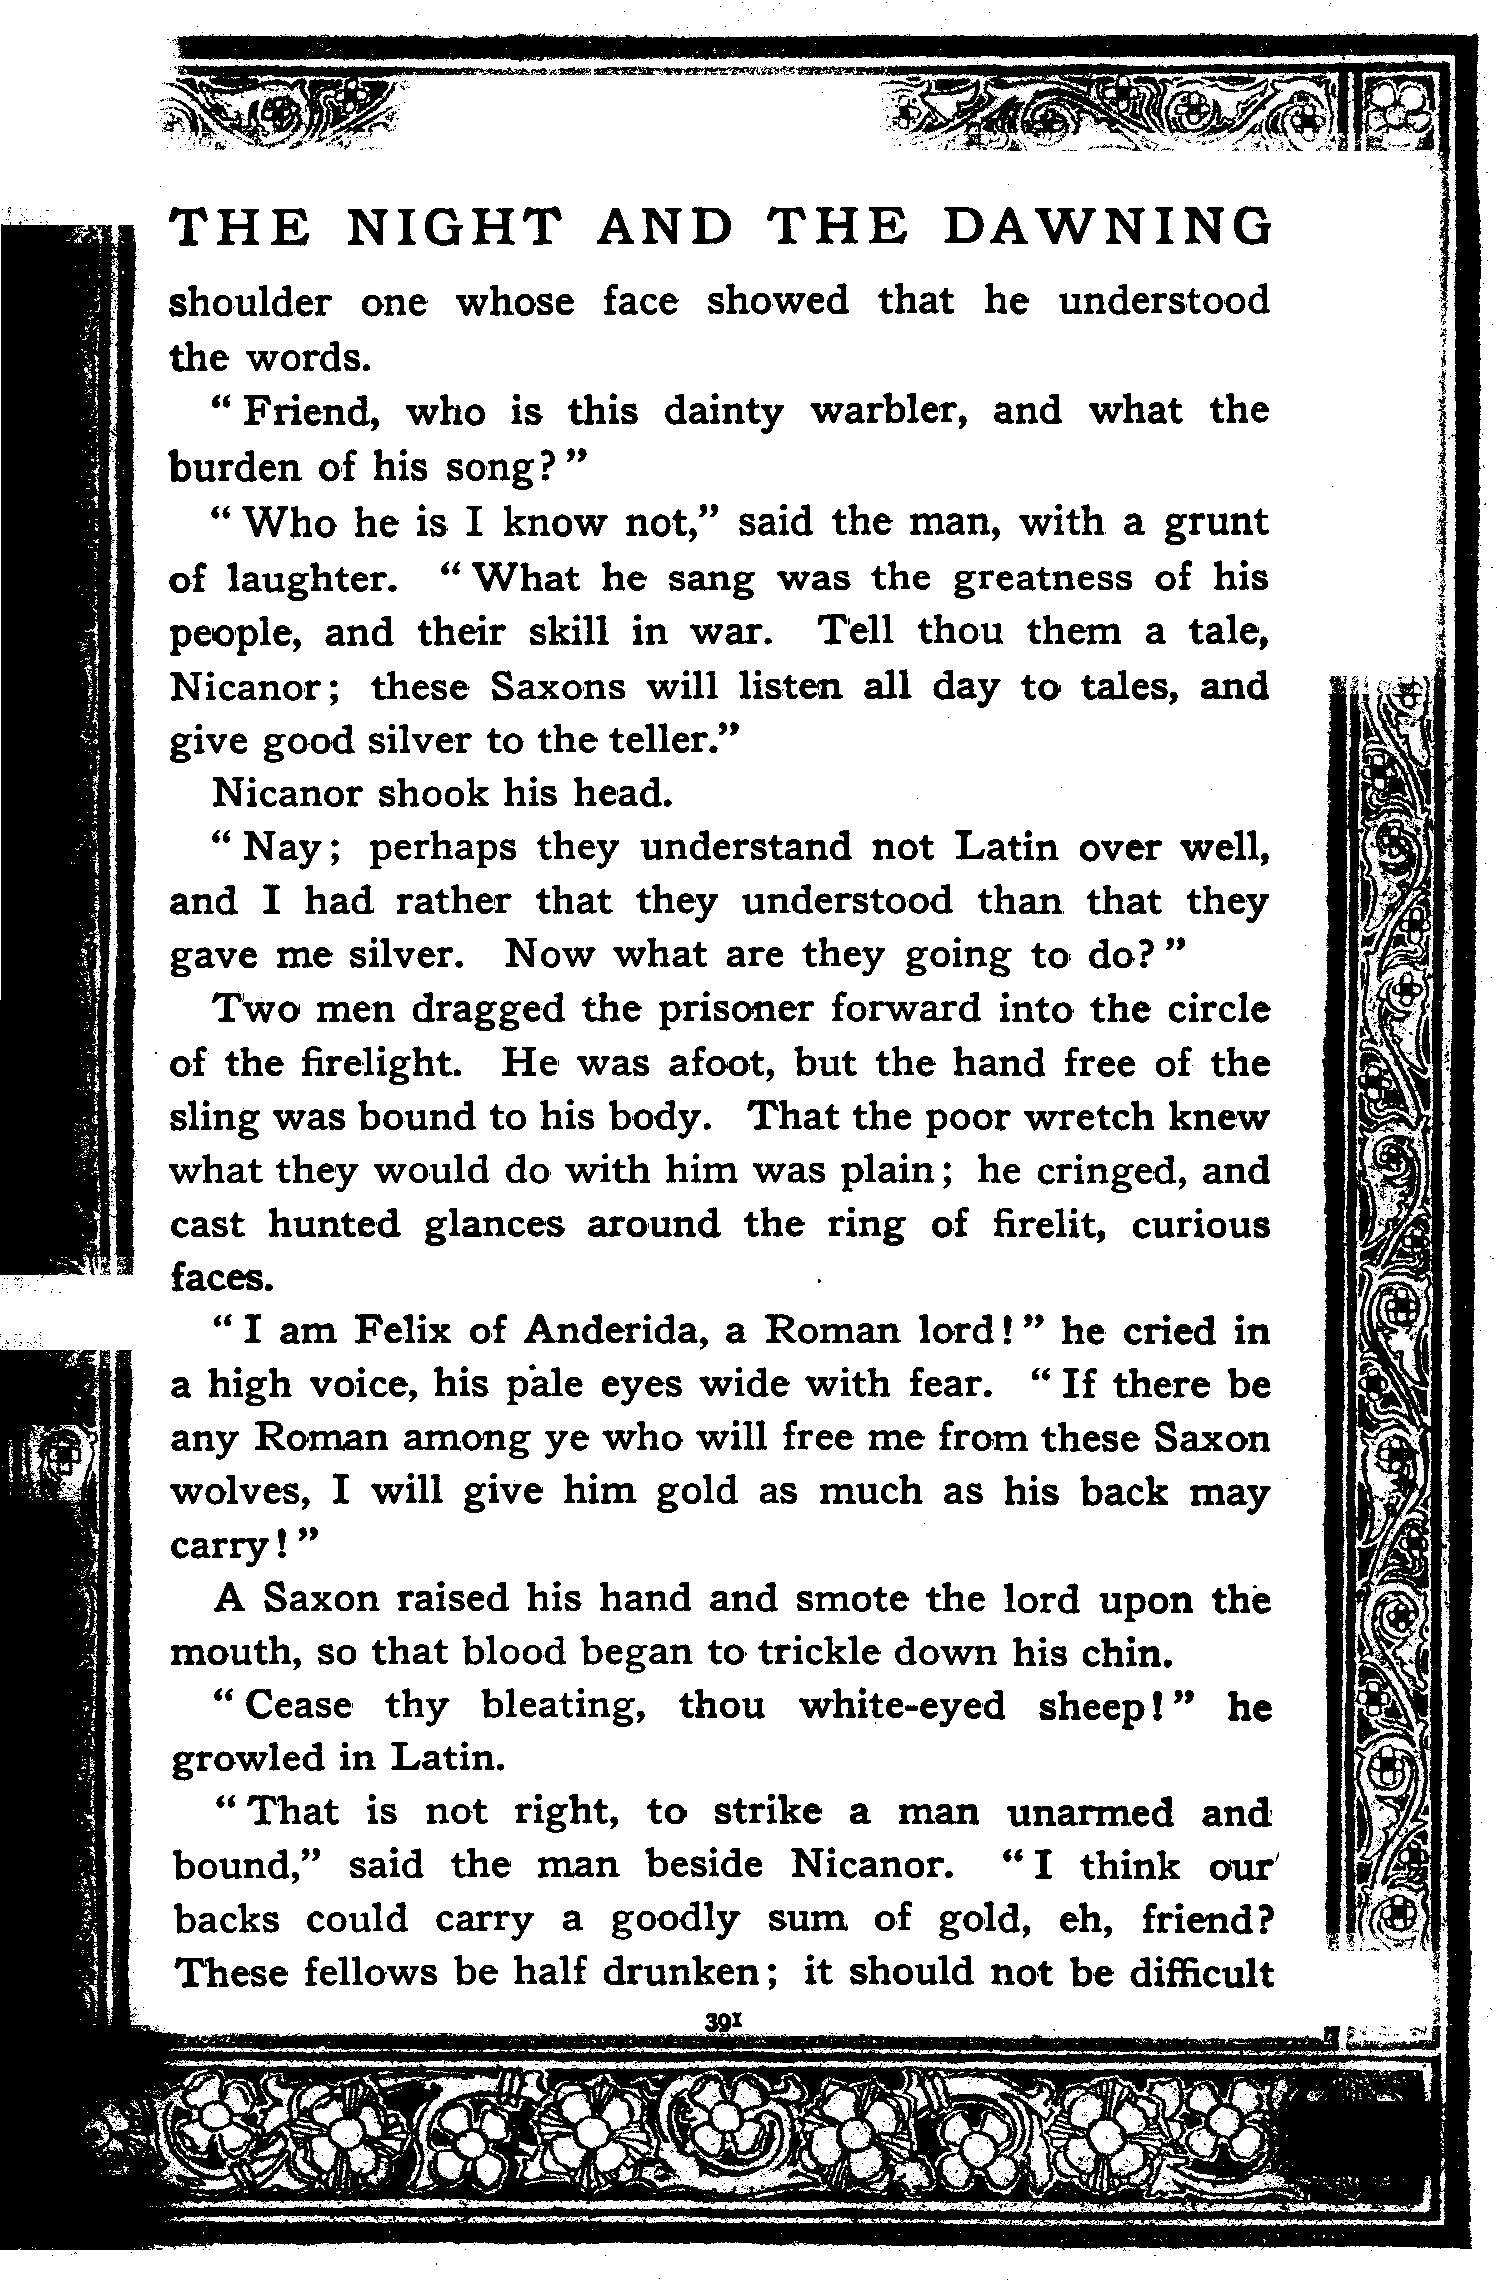 THE NIGHT AND THE DAWNING
shoulder one whose face showed that he understood
the words.
“ Friend, who is this dainty warbler, and what the
burden of his song? ”
“ Who he is I know not,” said the man, with a grunt
of laughter. “ What he sang was the greatness of his
people, and their skill in war. Tell thou them a tale,
Nicanor; these Saxons will listen all day to tales, and
give good silver to the teller.”
Nicanor shook his head.
“ Nay; perhaps they understand not Latin over well,
and I had rather that they understood than that they
gave me silver. Now what are they going to do? ”
Two men dragged the prisoner forward into the circle
of the firelight. He was afoot, but the hand free of the
sling was bound to his body. That the poor wretch knew
what they would do with him was plain; he cringed, and
cast hunted glances around the ring of firelit, curious
faces.
“ I am Felix of Anderida, a Roman lord! ” he cried in
a high voice, his pale eyes wide with fear. “ If there be
any Roman among ye who will free me from these Saxon
wolves, I will give him gold as much as his back may
carry! ”
A Saxon raised his hand and smote the lord upon the
mouth, so that blood began to trickle down his chin.
“ Cease thy bleating, thou white-eyed sheep! ” he
growled in Latin.
“ That is not right, to strike a man unarmed and
bound,” said the man beside Nicanor. “ I think our
backs could carry a goodly sum of gold, eh, friend?
These fellows be half drunken; it should not be difficult
391